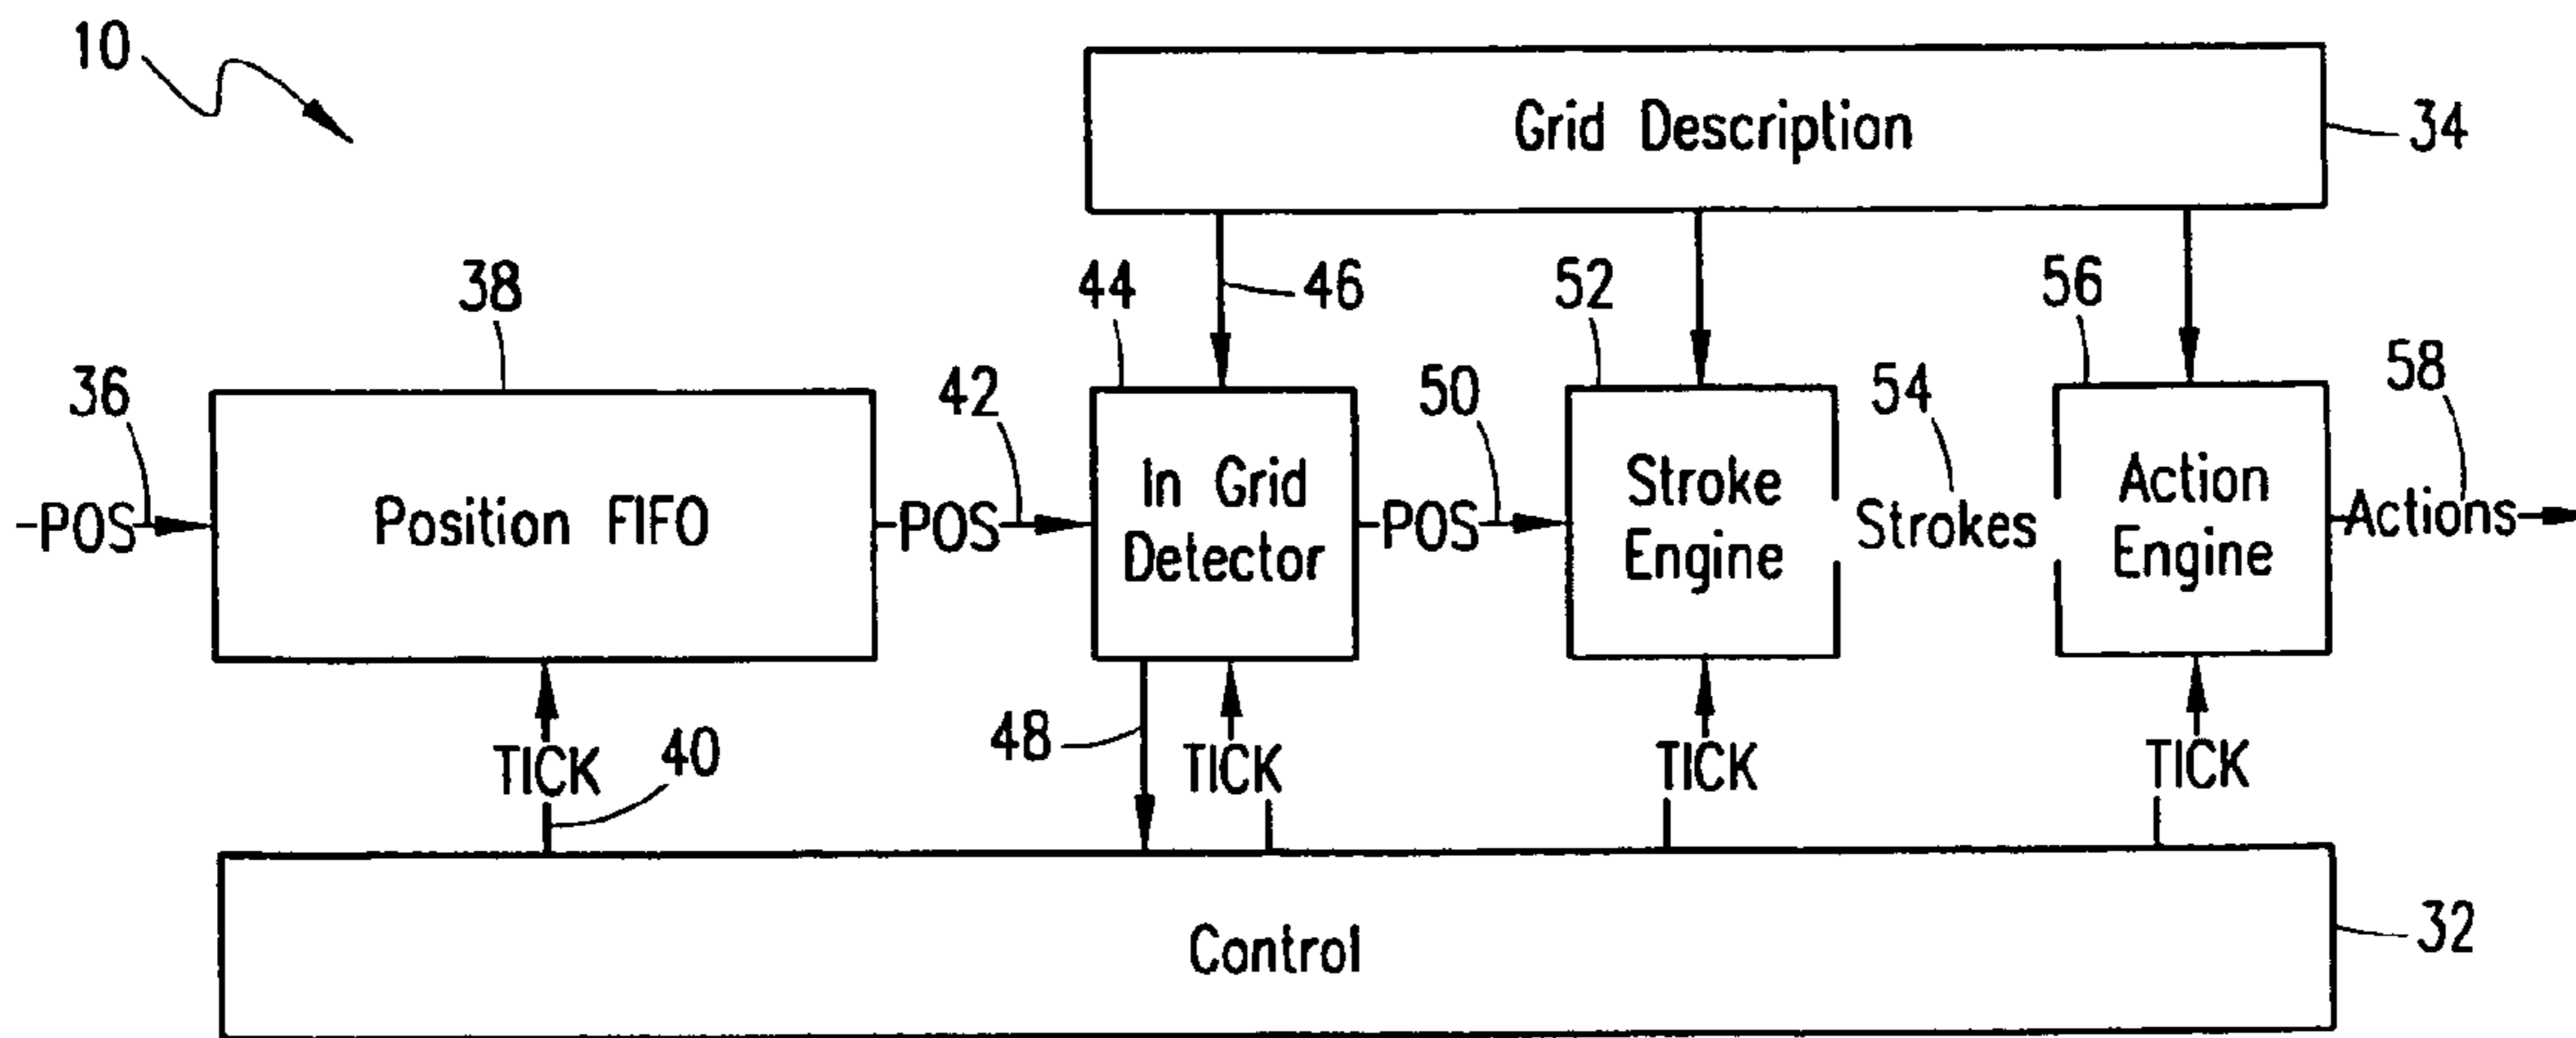 10
Grid Description
34
38
44
46
52
56
36
42
50
54
58
POS
Position FIFO
POS
In Grid
Detector
POS
Stroke
Engine
Strokes
Action
Engine
Actions
TICK
40
48
TICK
TICK
TICK
Control
32